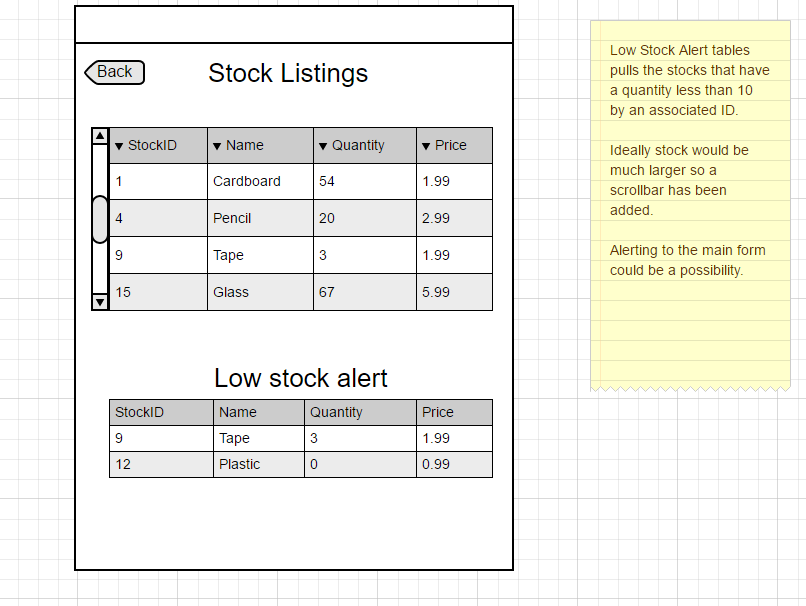 Back
Stock Listings
StockID Name Quantity Price
1 Cardboard 54 1.99
4 Pencil 20 2.99
9 Tape 3 1.99
15 Glass 67 5.99
Low stock alert
StockID Name Quantity Price
9 Tape 3 1.99
12 Plastic 0 0.99
Low Stock Alert tables
pulls the stocks that have
a quantity less than 10
by an associated ID.
Ideally stock would be
much larger so a
scrollbar has been
added.
Alerting to the main form
could be a possibility.